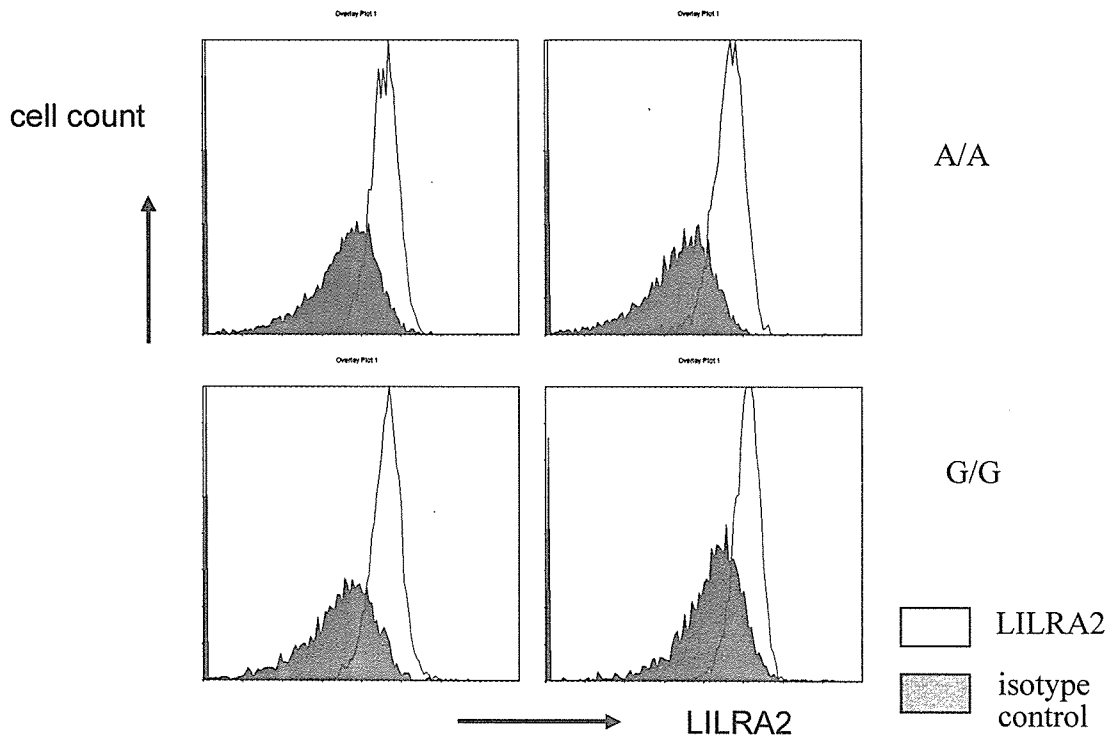 Overlay Plot 1
Overlay Plot 1
cell count
A/A
Overlay Plot 1
Overlay Plot 1
G/G
LILRA2
isotype
control
LILRA2